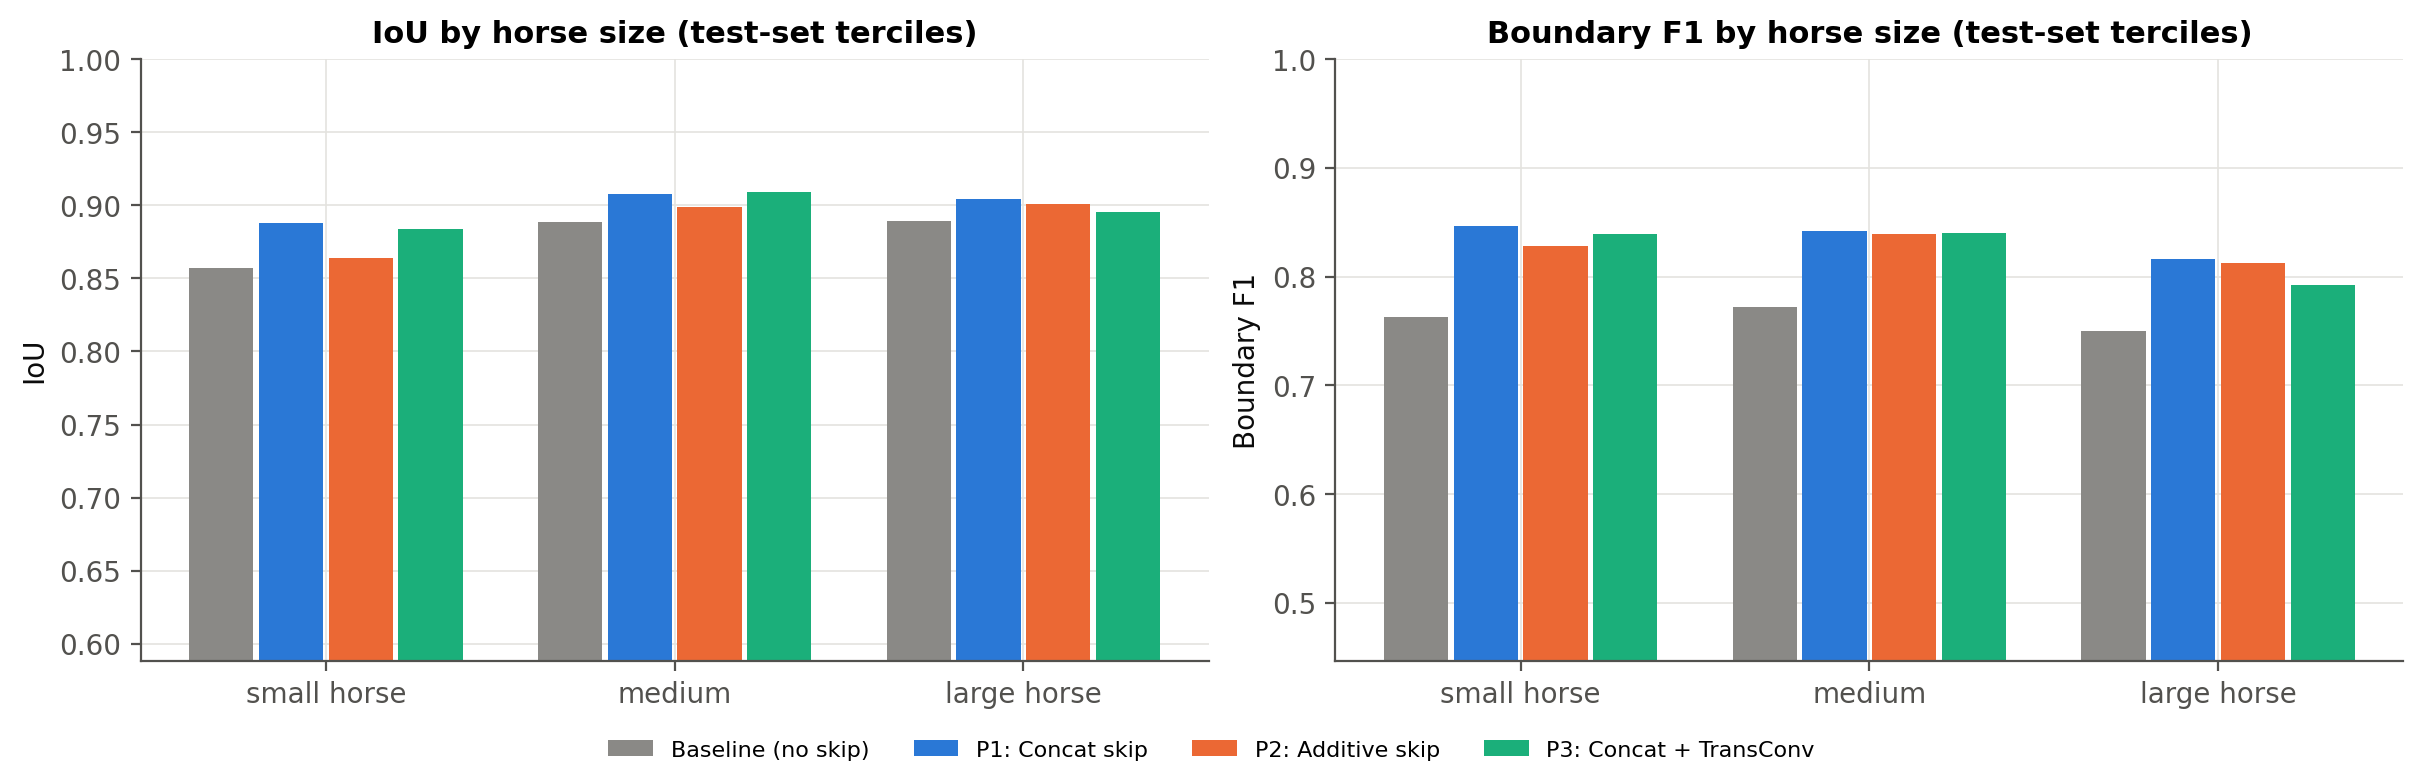 IoU by horse size (test-set terciles)
1.00
0.95
0.90
0.85
0.80
0.75
0.70
0.65
0.60
IoU
small horse
medium
large horse
Boundary F1 by horse size (test-set terciles)
1.0
0.9
0.8
0.7
0.6
0.5
Boundary F1
small horse
medium
large horse
Baseline (no skip)
P1: Concat skip
P2: Additive skip
P3: Concat + TransConv